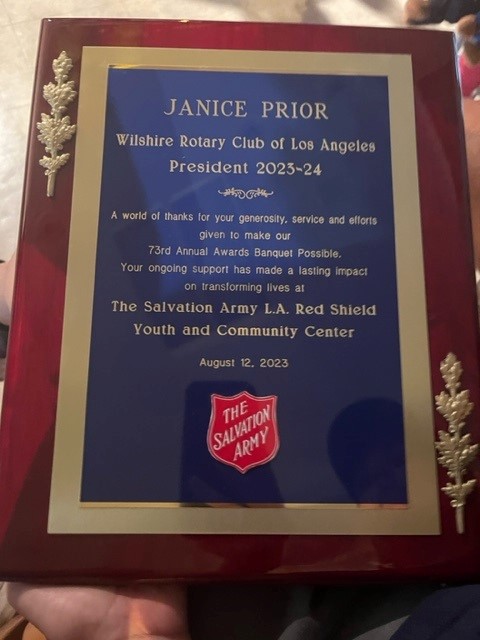 JANICE PRIOR
Wilshire Rotary Club of Los Angeles
President 2023-24
A world of thanks for your generosity, service and efforts
given to make our
73rd Annual Awards Banquet Possible.
Your ongoing support has made a lasting impact
on transforming lives at
The Salvation Army L.A. Red Shield
Youth and Community Center
August 12, 2023
THE
SALVATION
ARMY